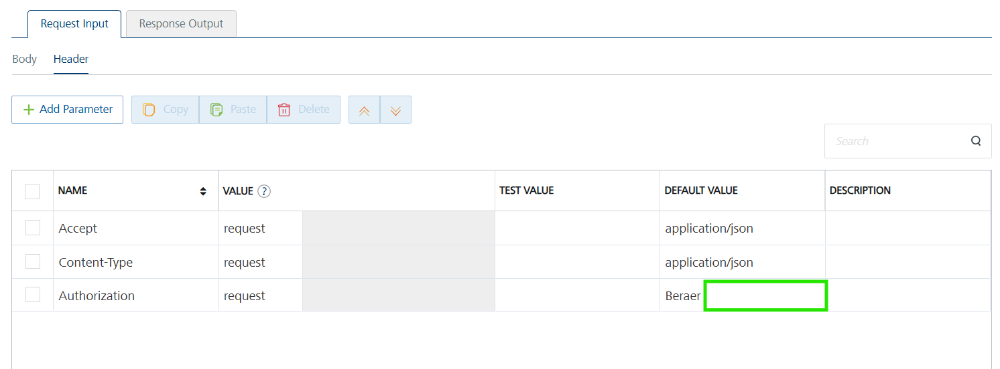 Request Input Response Output
Body Header
Add Parameter Copy Paste Delete
Search
NAME VALUE ? TEST VALUE DEFAULT VALUE DESCRIPTION
Accept request application/json
Content-Type request application/json
Authorization request Beraer